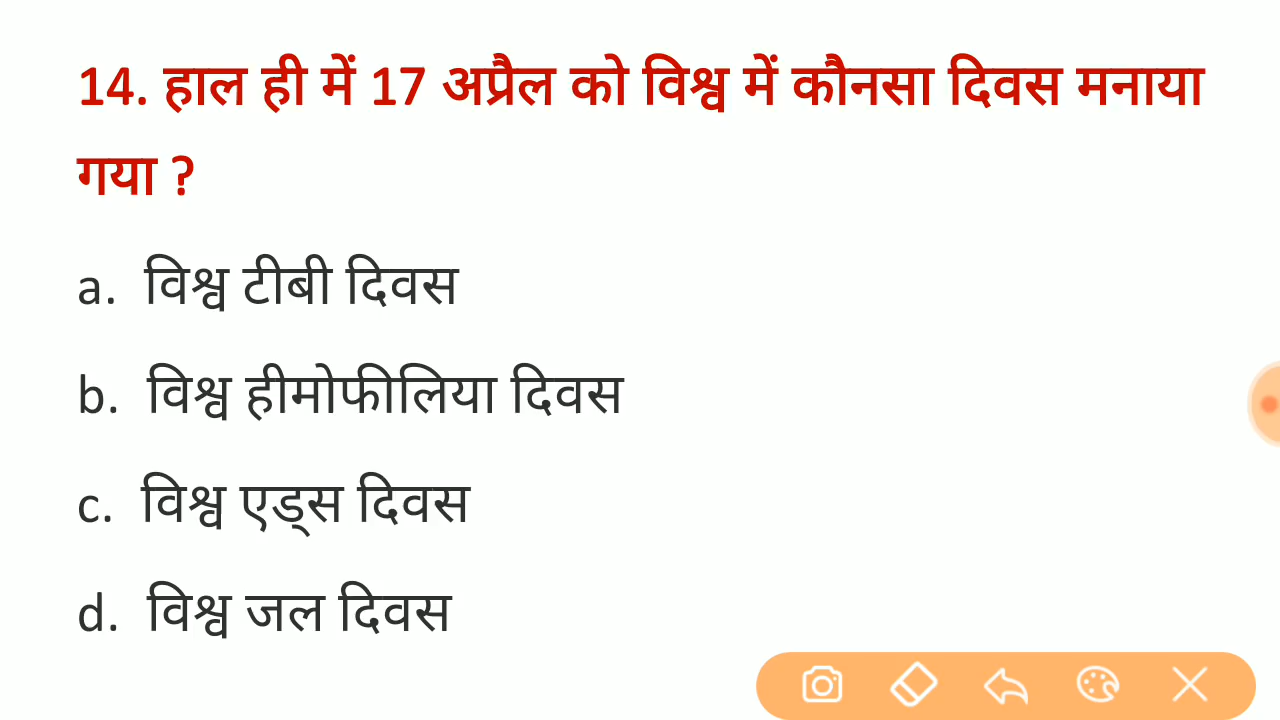 14. हाल ही में 17 अप्रैल को विश्व में कौनसा दिवस मनाया
गया ?
a. विश्व टीबी दिवस
b. विश्व हीमोफीलिया दिवस
c. विश्व एड्स दिवस
d. विश्व जल दिवस